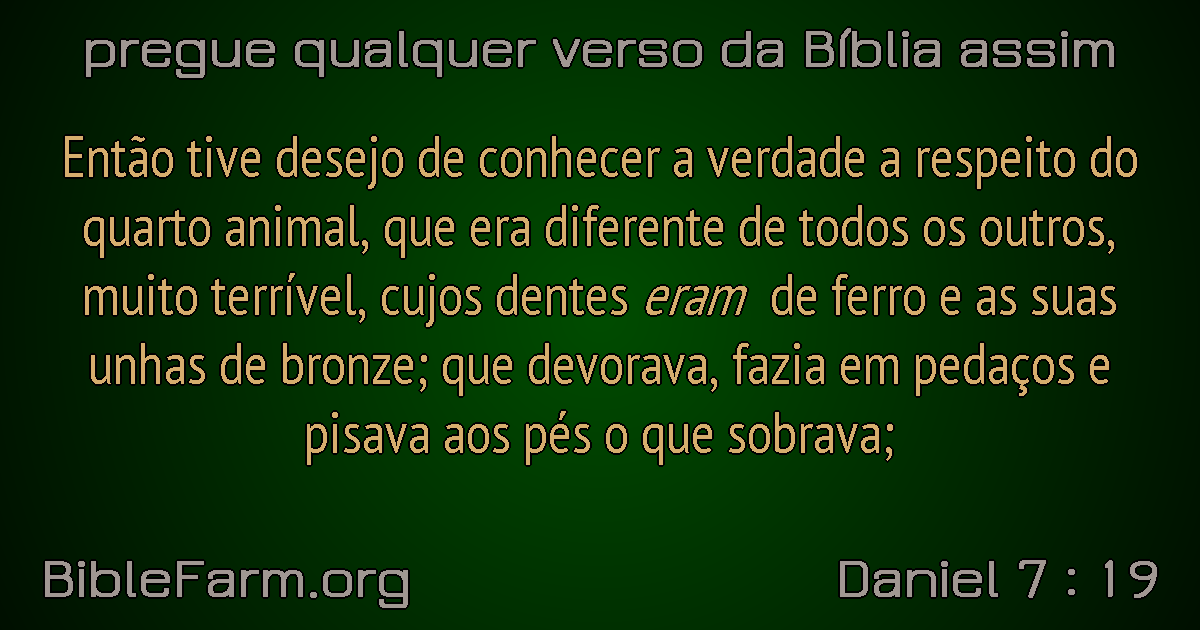 pregue qualquer verso da Bíblia assim
Então tive desejo de conhecer a verdade a respeito do
quarto animal, que era diferente de todos os outros,
muito terrível, cujos dentes eram de ferro e as suas
unhas de bronze; que devorava, fazia em pedaços e
pisava aos pés o que sobrava;
BibleFarm.org
Daniel 7 : 19